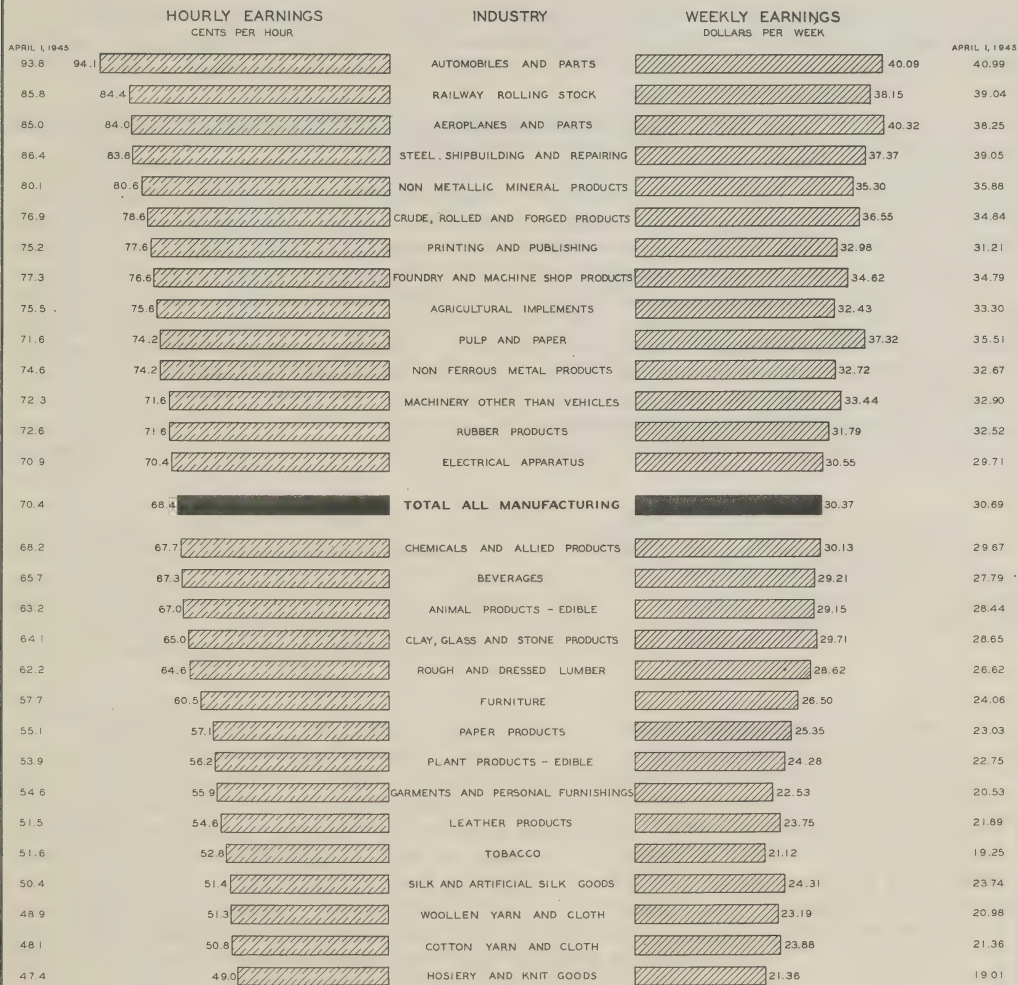 HOURLY EARNINGS INDUSTRY WEEKLY EARNINGS
CENTS PER HOUR DOLLARS PER WEEK
APRIL 1, 1945 APRIL 1, 1945
93.8 94.1 AUTOMOBILES AND PARTS 40.09 40.99
85.8 84.4 RAILWAY ROLLING STOCK 38.15 39.04
85.0 84.0 AEROPLANES AND PARTS 40.32 38.25
86.4 83.8 STEEL SHIPBUILDING AND REPAIRING 37.37 39.05
80.1 80.6 NON METALLIC MINERAL PRODUCTS 35.30 35.88
76.9 78.6 CRUDE, ROLLED AND FORGED PRODUCTS 36.55 34.84
75.2 77.6 PRINTING AND PUBLISHING 32.98 31.21
77.3 76.6 FOUNDRY AND MACHINE SHOP PRODUCTS 34.62 34.79
75.5 75.6 AGRICULTURAL IMPLEMENTS 32.43 33.30
71.6 74.2 PULP AND PAPER 37.32 35.51
74.6 74.2 NON FERROUS METAL PRODUCTS 32.72 32.67
72 3 71.6 MACHINERY OTHER THAN VEHICLES 33.44 32.90
72.6 71 6 RUBBER PRODUCTS 31.79 32.52
70 9 70.4 ELECTRICAL APPARATUS 30.55 29.71
70.4 68.4 TOTAL ALL MANUFACTURING 30.37 30.69
68.2 67.7 CHEMICALS AND ALLIED PRODUCTS 30.13 29 67
65 7 67.3 BEVERAGES 29.21 27.79
63.2 67.0 ANIMAL PRODUCTS - EDIBLE 29.15 28.44
64 1 65.0 CLAY, GLASS AND STONE PRODUCTS 29.71 28.65
62.2 64.6 ROUGH AND DRESSED LUMBER 28.62 26.62
57 7 60.5 FURNITURE 26.50 24.06
55.1 57.1 PAPER PRODUCTS 25.35 23.03
53.9 56.2 PLANT PRODUCTS - EDIBLE 24.28 22.75
54 6 55 9 GARMENTS AND PERSONAL FURNISHINGS 22.53 20.53
51.5 54.6 LEATHER PRODUCTS 23.75 21.89
51.6 52.8 TOBACCO 21.12 19.25
50.4 51.4 SILK AND ARTIFICIAL SILK GOODS 24.31 23 74
48 9 51.3 WOOLLEN YARN AND CLOTH 23.19 20.98
48 1 50.8 COTTON YARN AND CLOTH 23.88 21.36
47.4 49.0 HOSIERY AND KNIT GOODS 21.36 19 01